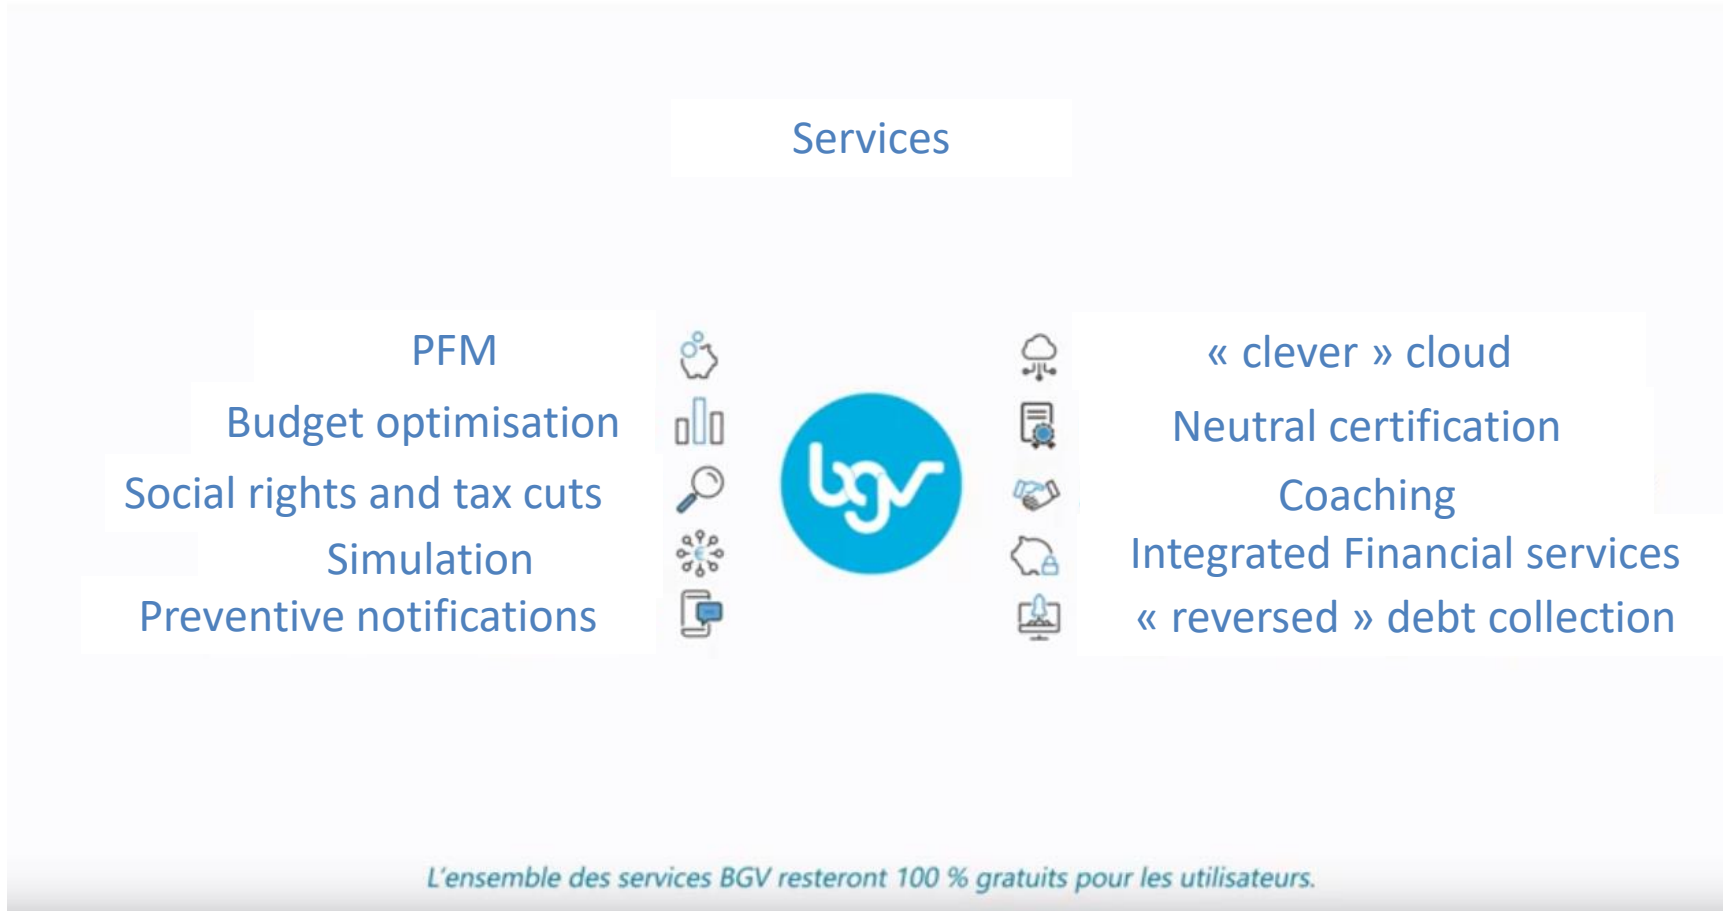 Services
PFM
Budget optimisation
Social rights and tax cuts
Simulation
Preventive notifications
bgv
« clever » cloud
Neutral certification
Coaching
Integrated Financial services
« reversed » debt collection
L'ensemble des services BGV resteront 100 % gratuits pour les utilisateurs.